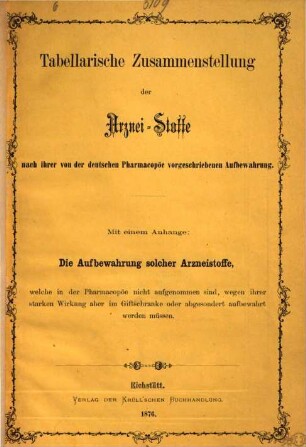 Tabellarische Zusammenstellung
der
Arznei-Stoffe
nach ihrer von der deutschen Pharmacopöe vorgeschriebenen Aufbewahrung.
Mit einem Anhange:
Die Aufbewahrung solcher Arzneistoffe,
welche in der Pharmacopöe nicht aufgenommen sind, wegen ihrer
starken Wirkung aber im Giftschranke oder abgesondert aufbewahrt
werden müssen.
Eichstätt.
Verlag der Krüll'schen Buchhandlung.
1876.